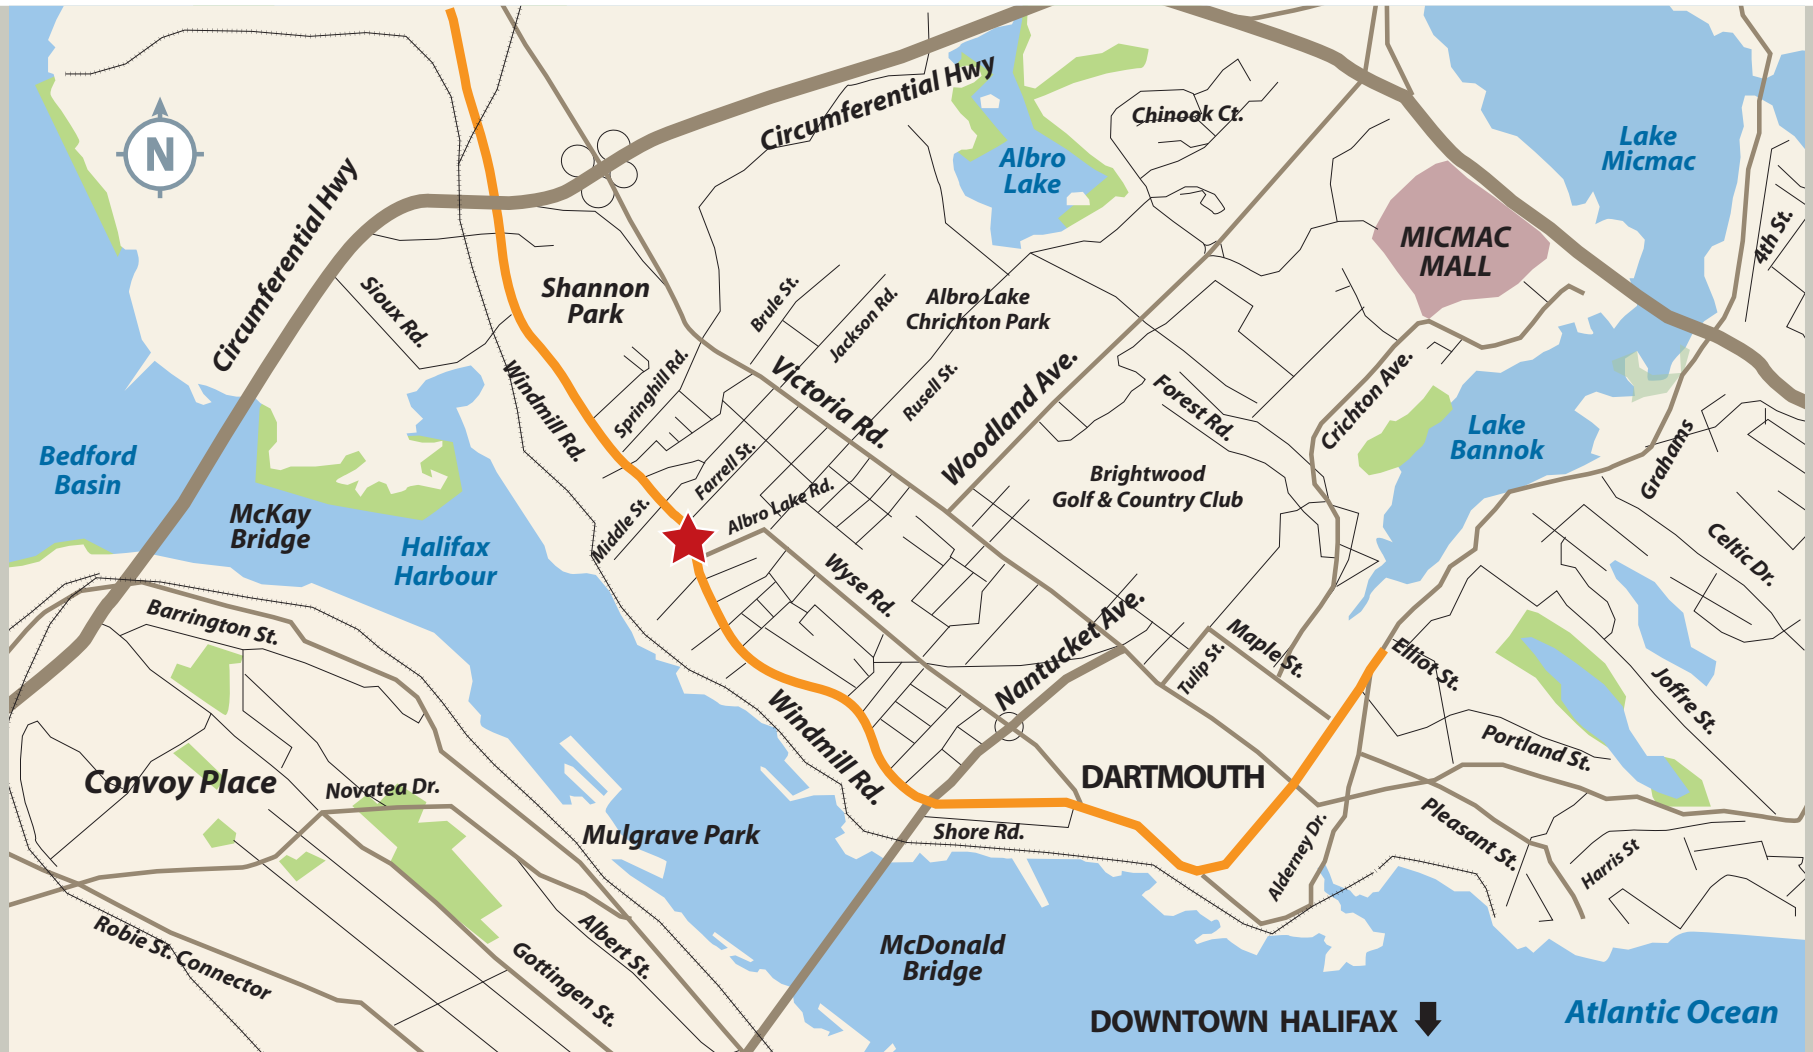 Circumferential Hwy
Chinook Ct.
Lake
Micmac
N
Albro
Lake
Circumferential Hwy
4th St.
MICMAC
MALL
Shannon
Park
Sioux Rd.
Brule St.
Jackson Rd.
Albro Lake
Chrichton Park
Windmill Rd.
Springhill Rd.
Victoria Rd.
Rusell St.
Woodland Ave.
Forest Rd.
Crichton Ave.
Lake
Bannok
Grahams
Bedford
Basin
Farrell St.
Brightwood
Golf & Country Club
McKay
Bridge
Middle St.
Albro Lake Rd.
Halifax
Harbour
Celtic Dr.
Wyse Rd.
Barrington St.
Nantucket Ave.
Maple St.
Tulip St.
Elliot St.
Joffre St.
Windmill Rd.
Portland St.
Convoy Place
Novatea Dr.
DARTMOUTH
Mulgrave Park
Shore Rd.
Pleasant St.
Alderney Dr.
Harris St
Robie St. Connector
Albert St.
Gottingen St.
McDonald
Bridge
DOWNTOWN HALIFAX
Atlantic Ocean